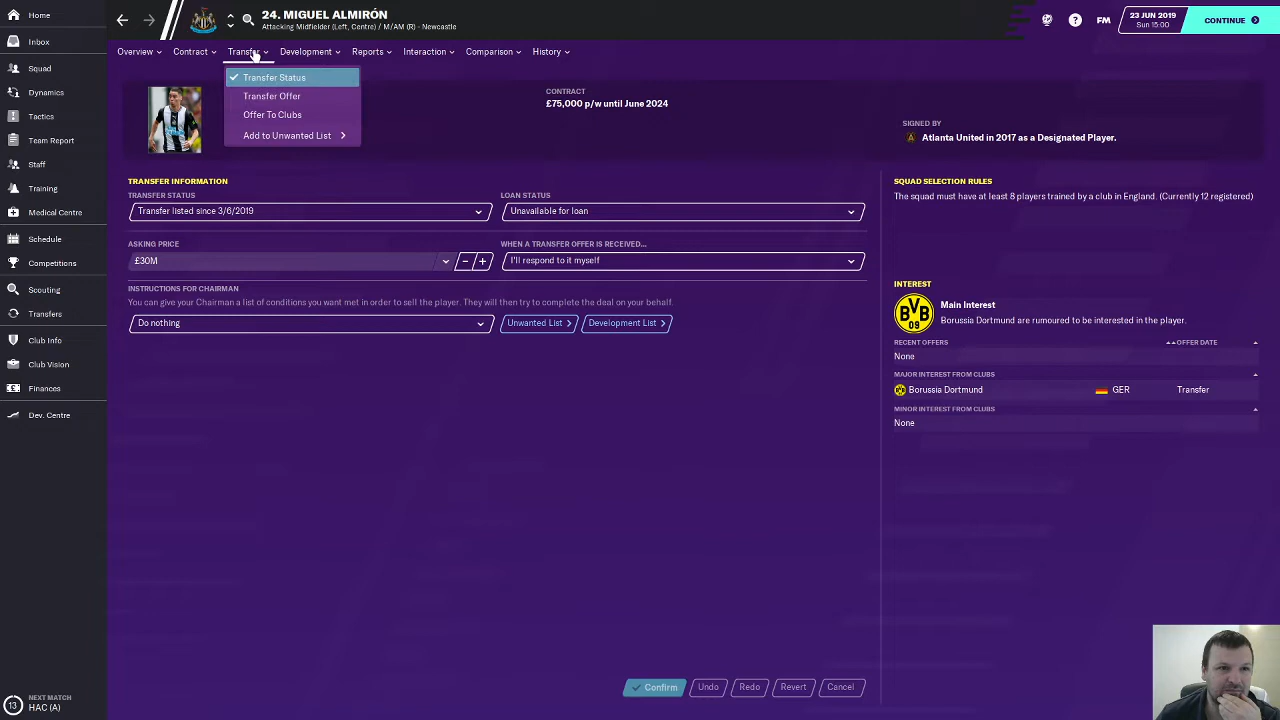 24. MIGUEL ALMIRÓN
Attacking Midfielder (Left, Centre) / M/AM (R) - Newcastle
FM
23 JUN 2019
Sun 15:00
CONTINUE
Overview
Contract
Transfer
Development
Reports
Interaction
Comparison
History
Inbox
Squad
Dynamics
Tactics
Team Report
Staff
Training
Medical Centre
Schedule
Competitions
Scouting
Transfers
Club Info
Club Vision
Finances
Dev. Centre
NEXT MATCH
13 HAC (A)
Transfer Status
Transfer Offer
Offer To Clubs
Add to Unwanted List
CONTRACT
£75,000 p/w until June 2024
SIGNED BY
Atlanta United in 2017 as a Designated Player.
TRANSFER INFORMATION
TRANSFER STATUS
Transfer listed since 3/6/2019
LOAN STATUS
Unavailable for loan
ASKING PRICE
£30M
WHEN A TRANSFER OFFER IS RECEIVED...
I'll respond to it myself
INSTRUCTIONS FOR CHAIRMAN
You can give your Chairman a list of conditions you want met in order to sell the player. They will then try to complete the deal on your behalf.
Do nothing
Unwanted List
Development List
SQUAD SELECTION RULES
The squad must have at least 8 players trained by a club in England. (Currently 12 registered)
INTEREST
BVB
09
Main Interest
Borussia Dortmund are rumoured to be interested in the player.
RECENT OFFERS
OFFER DATE
None
MAJOR INTEREST FROM CLUBS
Borussia Dortmund
GER
Transfer
MINOR INTEREST FROM CLUBS
None
Confirm
Undo
Redo
Revert
Cancel